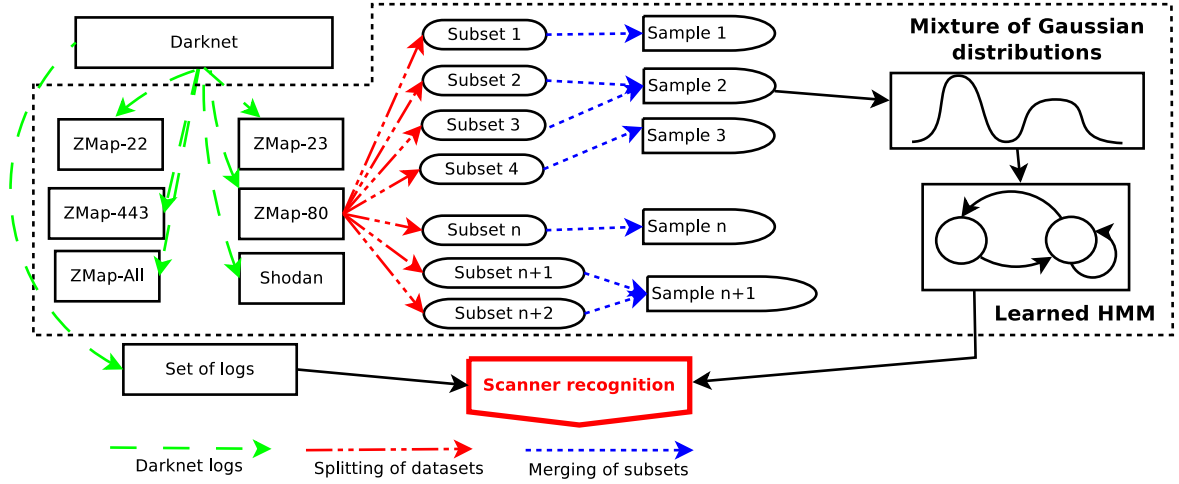 Darknet
ZMap-22
ZMap-23
ZMap-443
ZMap-80
ZMap-All
Shodan
Subset 1
Subset 2
Subset 3
Subset 4
Subset n
Subset n+1
Subset n+2
Sample 1
Sample 2
Sample 3
Sample n
Sample n+1
Mixture of Gaussian
distributions
Learned HMM
Set of logs
Scanner recognition
Darknet logs
Splitting of datasets
Merging of subsets